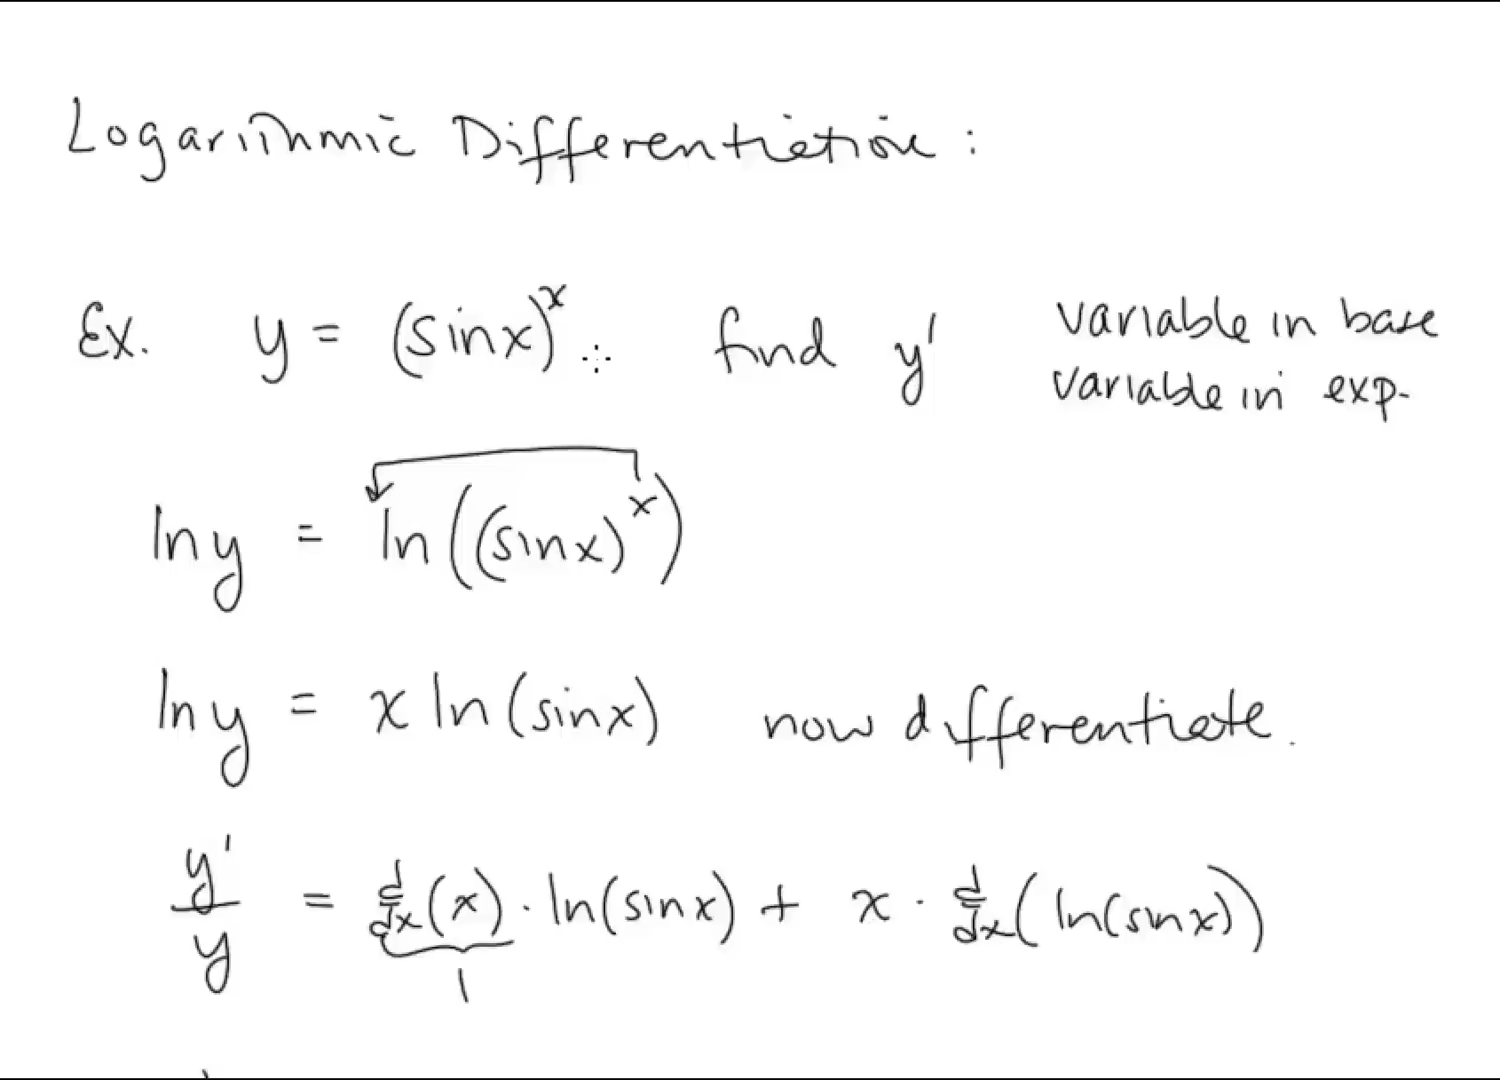 Logarithmic Differentiation:
Ex. y = (sinx)^x find y' variable in base
variable in exp.
ln y = ln((sinx)^x)
ln y = x ln(sinx) now differentiate.
y'/y = d/dx(x) · ln(sinx) + x · d/dx(ln(sinx))
1